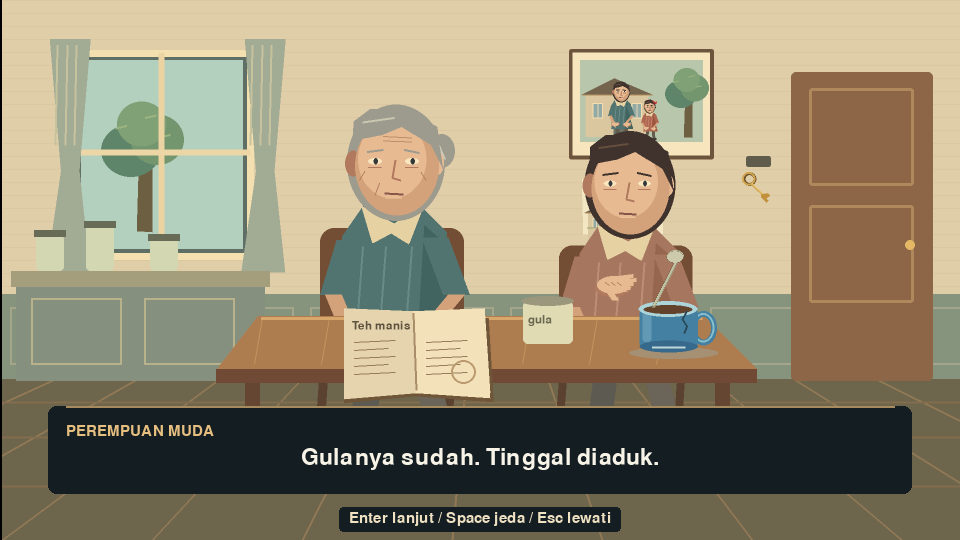 Teh manis
gula
PEREMPUAN MUDA
Gulanya sudah. Tinggal diaduk.
Enter lanjut / Space jeda / Esc lewati